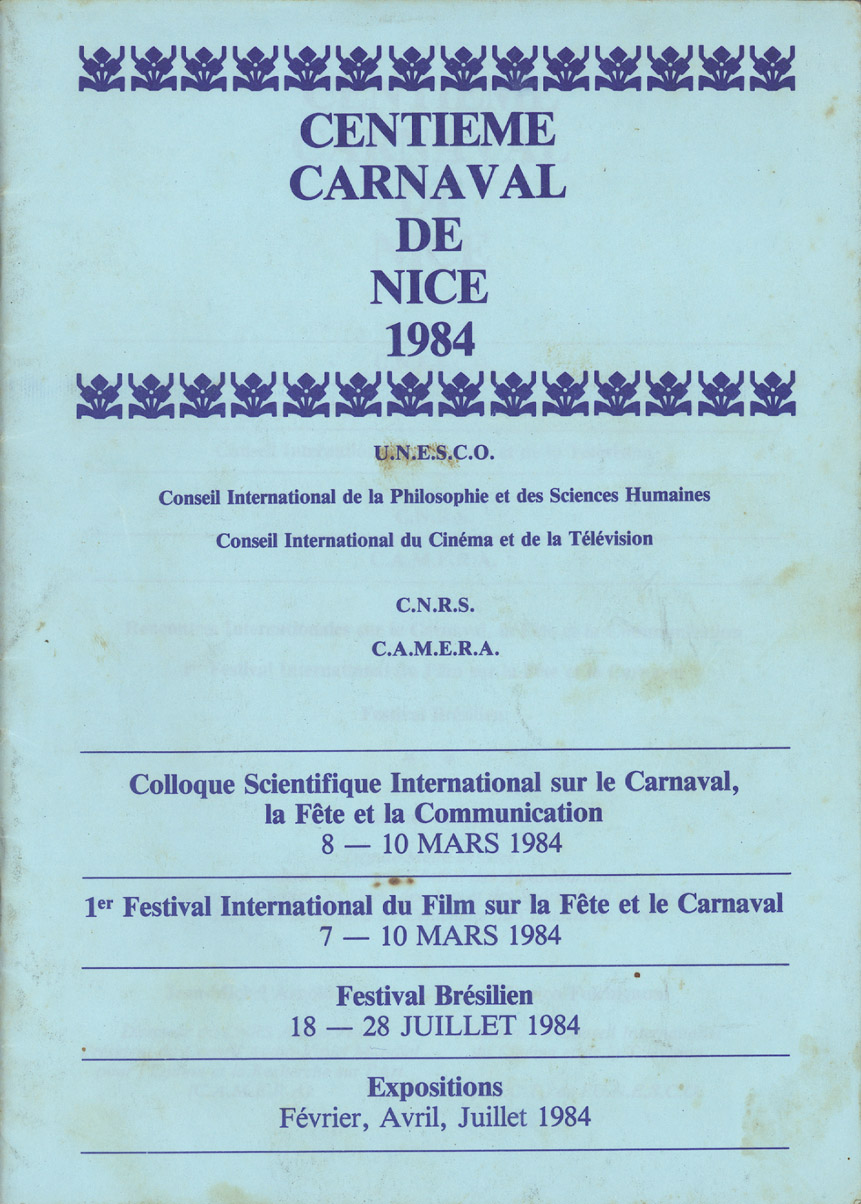 CENTIEME
CARNAVAL
DE
NICE
1984
U.N.E.S.C.O.
Conseil International de la Philosophie et des Sciences Humaines
Conseil International du Cinéma et de la Télévision
C.N.R.S.
C.A.M.E.R.A.
Colloque Scientifique International sur le Carnaval,
la Fête et la Communication
8 — 10 MARS 1984
1er Festival International du Film sur la Fête et le Carnaval
7 — 10 MARS 1984
Festival Brésilien
18 — 28 JUILLET 1984
Expositions
Février, Avril, Juillet 1984